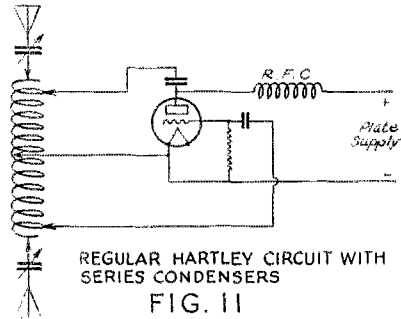 R.F.C
+
Plate
Supply
-
REGULAR HARTLEY CIRCUIT WITH
SERIES CONDENSERS
FIG. 11